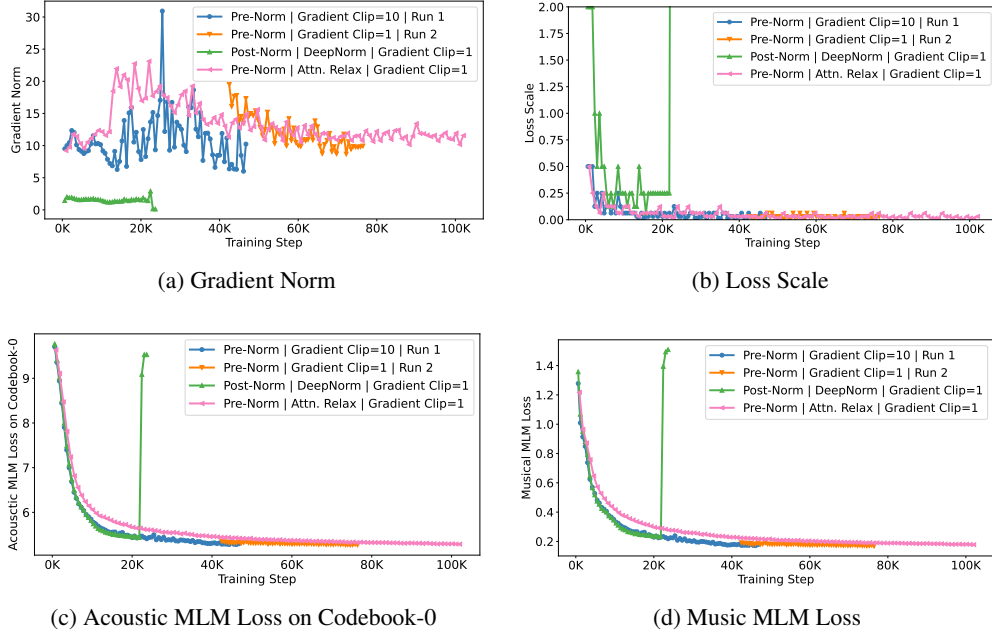 Pre-Norm | Gradient Clip=10 | Run 1
Pre-Norm | Gradient Clip=1 | Run 2
Post-Norm | DeepNorm | Gradient Clip=1
Pre-Norm | Attn. Relax | Gradient Clip=1
Gradient Norm
30
25
20
15
10
5
0
0K
20K
40K
60K
80K
100K
Training Step
(a) Gradient Norm
Pre-Norm | Gradient Clip=10 | Run 1
Pre-Norm | Gradient Clip=1 | Run 2
Post-Norm | DeepNorm | Gradient Clip=1
Pre-Norm | Attn. Relax | Gradient Clip=1
Loss Scale
2.00
1.75
1.50
1.25
1.00
0.75
0.50
0.25
0.00
0K
20K
40K
60K
80K
100K
Training Step
(b) Loss Scale
Pre-Norm | Gradient Clip=10 | Run 1
Pre-Norm | Gradient Clip=1 | Run 2
Post-Norm | DeepNorm | Gradient Clip=1
Pre-Norm | Attn. Relax | Gradient Clip=1
Acousctic MLM Loss on Codebook-0
9
8
7
6
0K
20K
40K
60K
80K
100K
Training Step
(c) Acoustic MLM Loss on Codebook-0
Pre-Norm | Gradient Clip=10 | Run 1
Pre-Norm | Gradient Clip=1 | Run 2
Post-Norm | DeepNorm | Gradient Clip=1
Pre-Norm | Attn. Relax | Gradient Clip=1
Musical MLM Loss
1.4
1.2
1.0
0.8
0.6
0.4
0.2
0K
20K
40K
60K
80K
100K
Training Step
(d) Music MLM Loss